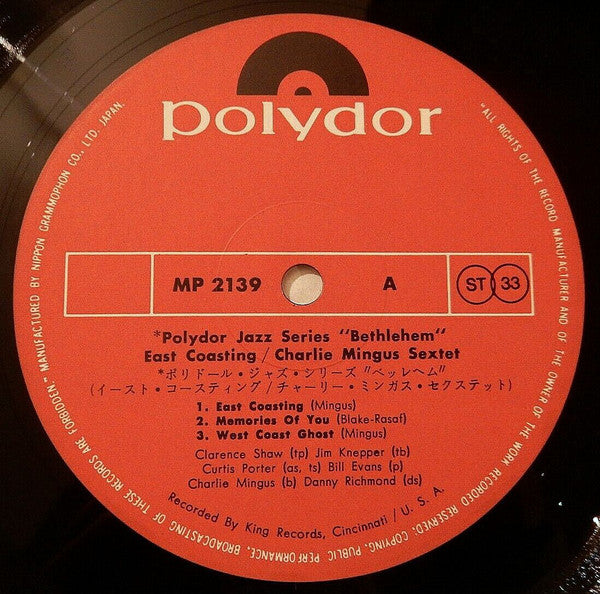 polydor
MP 2139 A ST 33
*Polydor Jazz Series "Bethlehem"
East Coasting / Charlie Mingus Sextet
*ポリドール・ジャズ・シリーズ "ベツレヘム"
(イースト・コースティング/チャーリー・ミンガス・セクステット)
1. East Coasting (Mingus)
2. Memories Of You (Blake-Rasaf)
3. West Coast Ghost (Mingus)
Clarence Shaw (tp) Jim Knepper (tb)
Curtis Porter (as, ts) Bill Evans (p)
Charlie Mingus (b) Danny Richmond (ds)
Recorded By King Records, Cincinnati / U. S. A.
"ALL RIGHTS OF THE RECORD MANUFACTURER AND OF THE OWNER OF THE WORK RECORDED RESERVED. COPYING, PUBLIC PERFORMANCE, BROADCASTING OF THESE RECORDS ARE FORBIDDEN." MANUFACTURED BY NIPPON GRAMMOPHON CO., LTD. JAPAN.